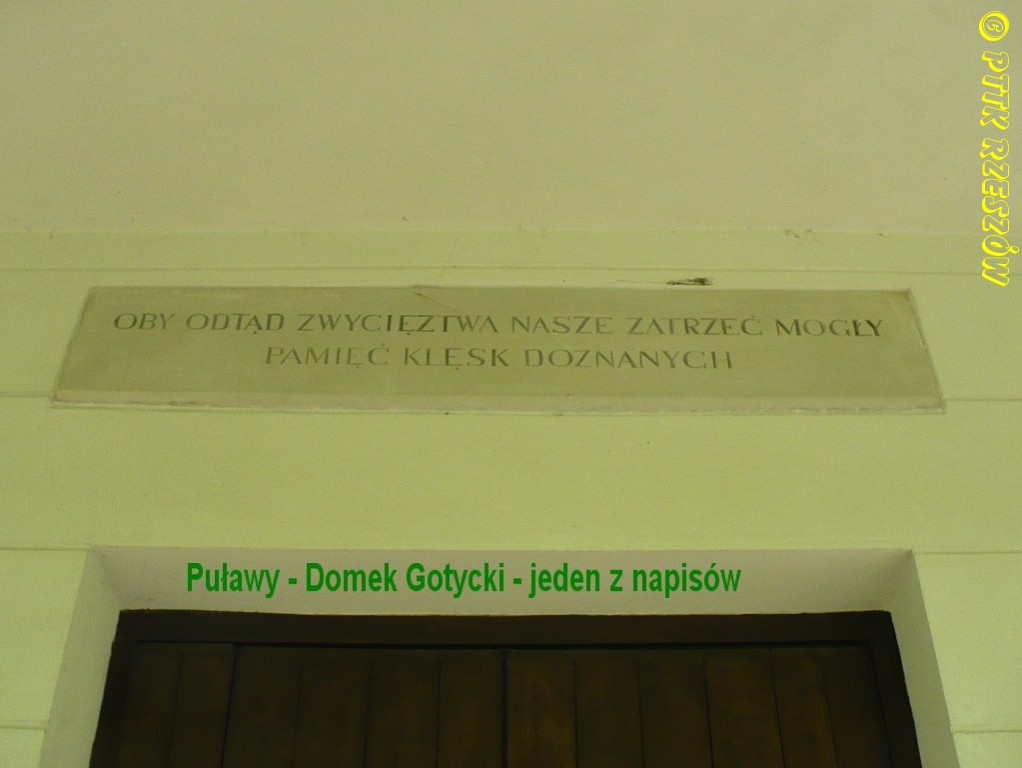 OBY ODTĄD ZWYCIĘZTWA NASZE ZATRZEĆ MOGŁY
PAMIĘĆ KLĘSK DOZNANYCH
Puławy - Domek Gotycki - jeden z napisów
© PTTK RZESZÓW